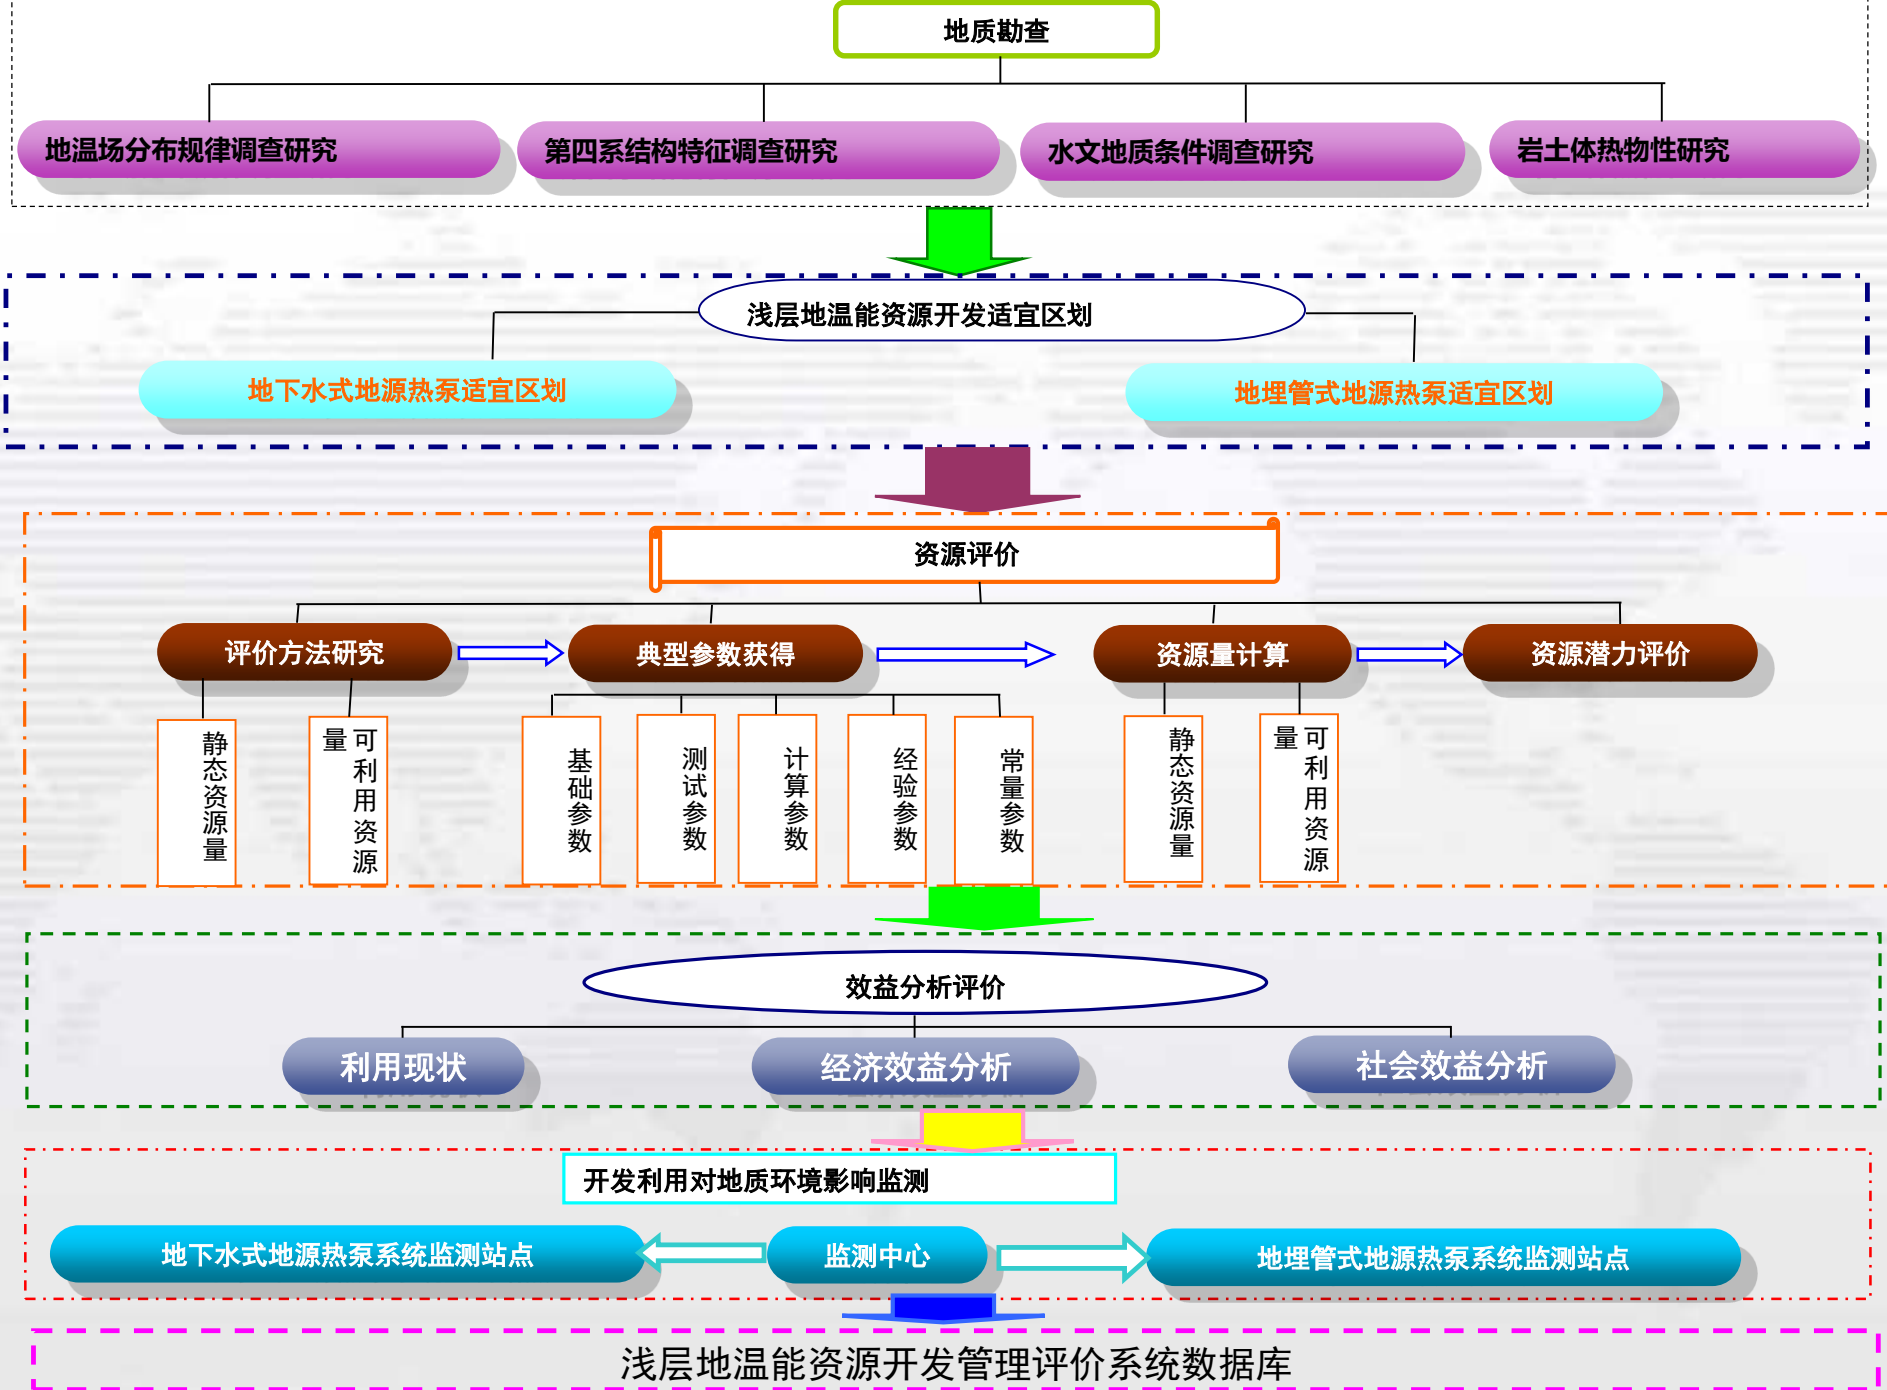 地质勘查
地温场分布规律调查研究
第四系结构特征调查研究
水文地质条件调查研究
岩土体热物性研究
浅层地温能资源开发适宜区划
地下水式地源热泵适宜区划
地埋管式地源热泵适宜区划
资源评价
评价方法研究
典型参数获得
资源量计算
资源潜力评价
静态资源量
可利用资源
量
基础参数
测试参数
计算参数
经验参数
常量参数
静态资源量
可利用资源
量
效益分析评价
利用现状
经济效益分析
社会效益分析
开发利用对地质环境影响监测
地下水式地源热泵系统监测站点
监测中心
地埋管式地源热泵系统监测站点
浅层地温能资源开发管理评价系统数据库